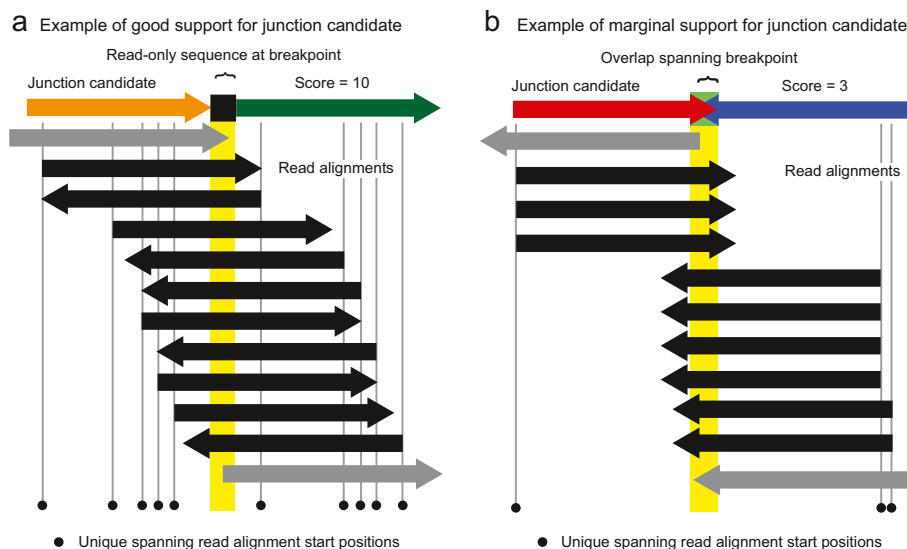 a Example of good support for junction candidate
Read-only sequence at breakpoint
Junction candidate
Score = 10
Read alignments
Unique spanning read alignment start positions
b Example of marginal support for junction candidate
Overlap spanning breakpoint
Junction candidate
Score = 3
Read alignments
Unique spanning read alignment start positions